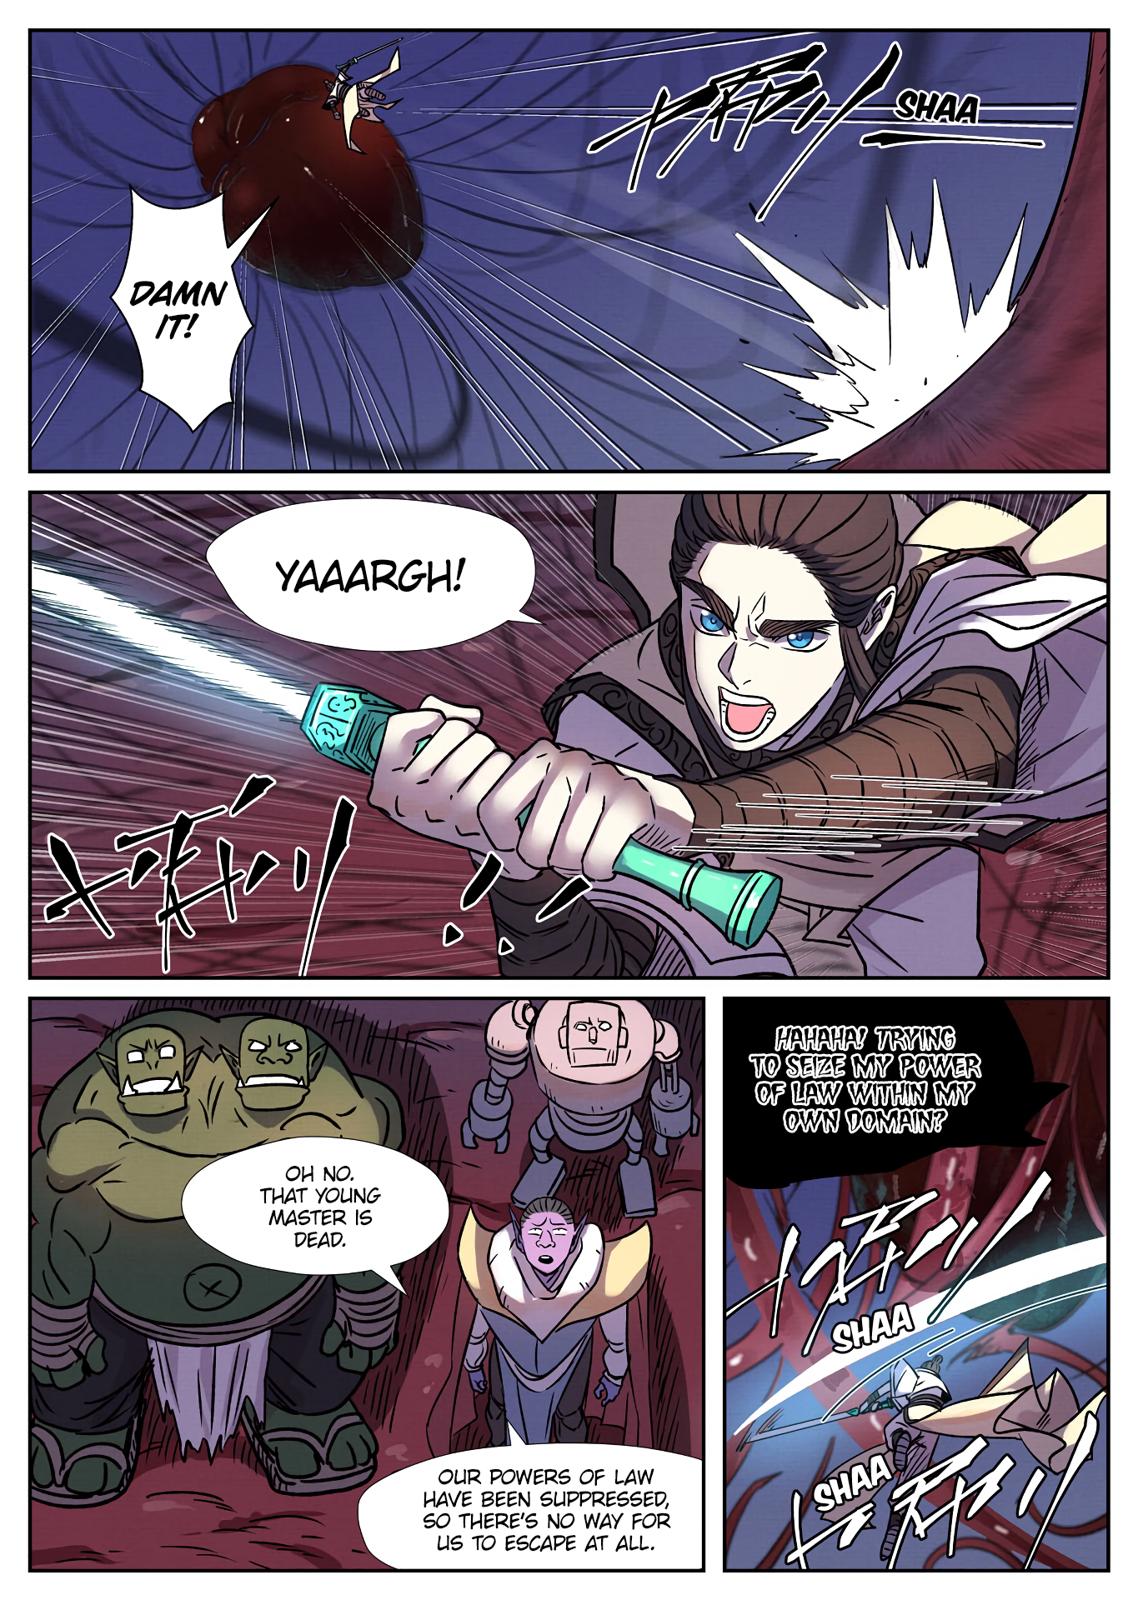 SHAA
DAMN
IT!
YAAARGH!
OH NO.
THAT YOUNG
MASTER IS
DEAD.
OUR POWERS OF LAW
HAVE BEEN SUPPRESSED,
SO THERE'S NO WAY FOR
US TO ESCAPE AT ALL.
HAHAHA! TRYING
TO SEIZE MY POWER
OF LAW WITHIN MY
OWN DOMAIN?
SHAA
SHAA